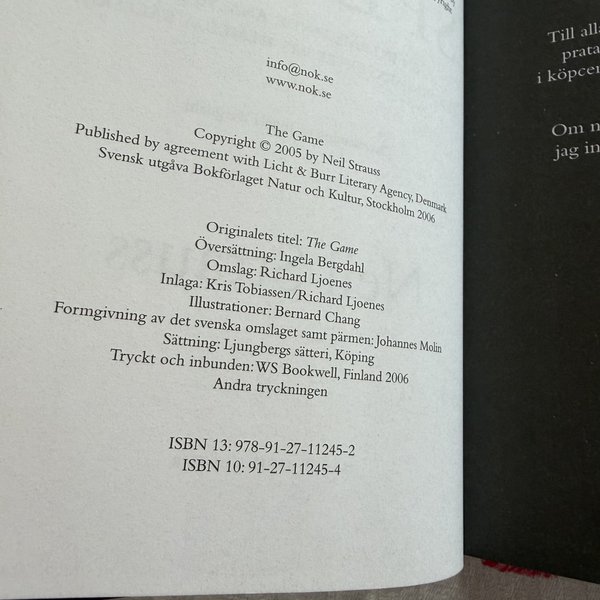 info@nok.se
www.nok.se
The Game
Copyright © 2005 by Neil Strauss
Published by agreement with Licht & Burr Literary Agency, Denmark
Svensk utgåva Bokförlaget Natur och Kultur, Stockholm 2006
Originalets titel: The Game
Översättning: Ingela Bergdahl
Omslag: Richard Ljoenes
Inlaga: Kris Tobiassen/Richard Ljoenes
Illustrationer: Bernard Chang
Formgivning av det svenska omslaget samt pärmen: Johannes Molin
Sättning: Ljungbergs sätteri, Köping
Tryckt och inbunden: WS Bookwell, Finland 2006
Andra tryckningen
ISBN 13: 978-91-27-11245-2
ISBN 10: 91-27-11245-4
Till alla
prata
i köpcen
Om n
jag in